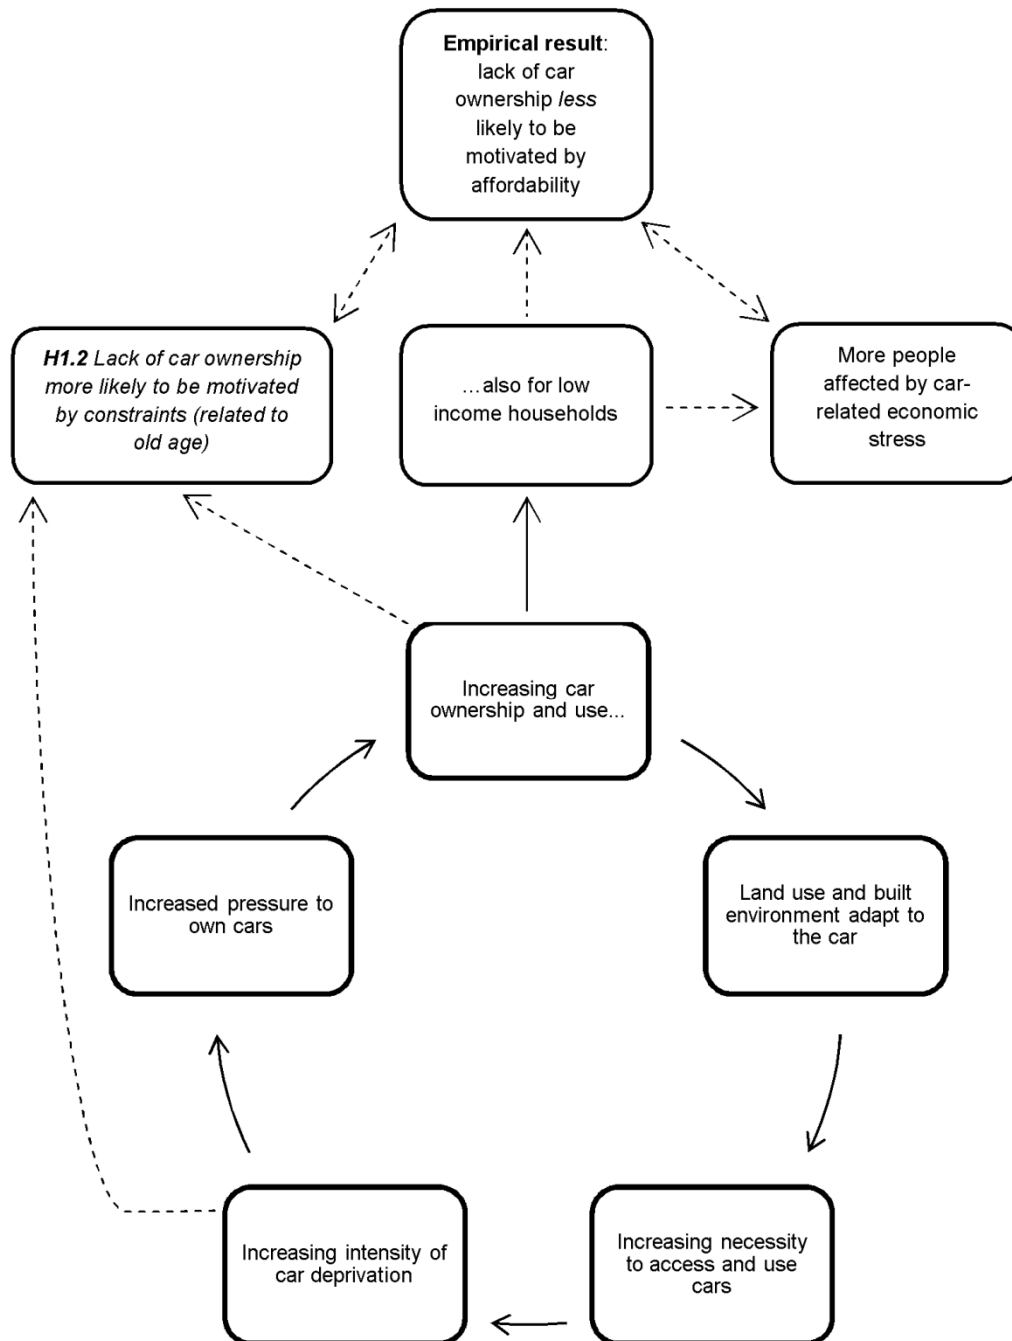 Empirical result:
lack of car
ownership less
likely to be
motivated by
affordability
H1.2 Lack of car ownership
more likely to be motivated
by constraints (related to
old age)
…also for low
income households
More people
affected by car-
related economic
stress
Increasing car
ownership and use...
Increased pressure to
own cars
Land use and built
environment adapt to
the car
Increasing intensity of
car deprivation
Increasing necessity
to access and use
cars